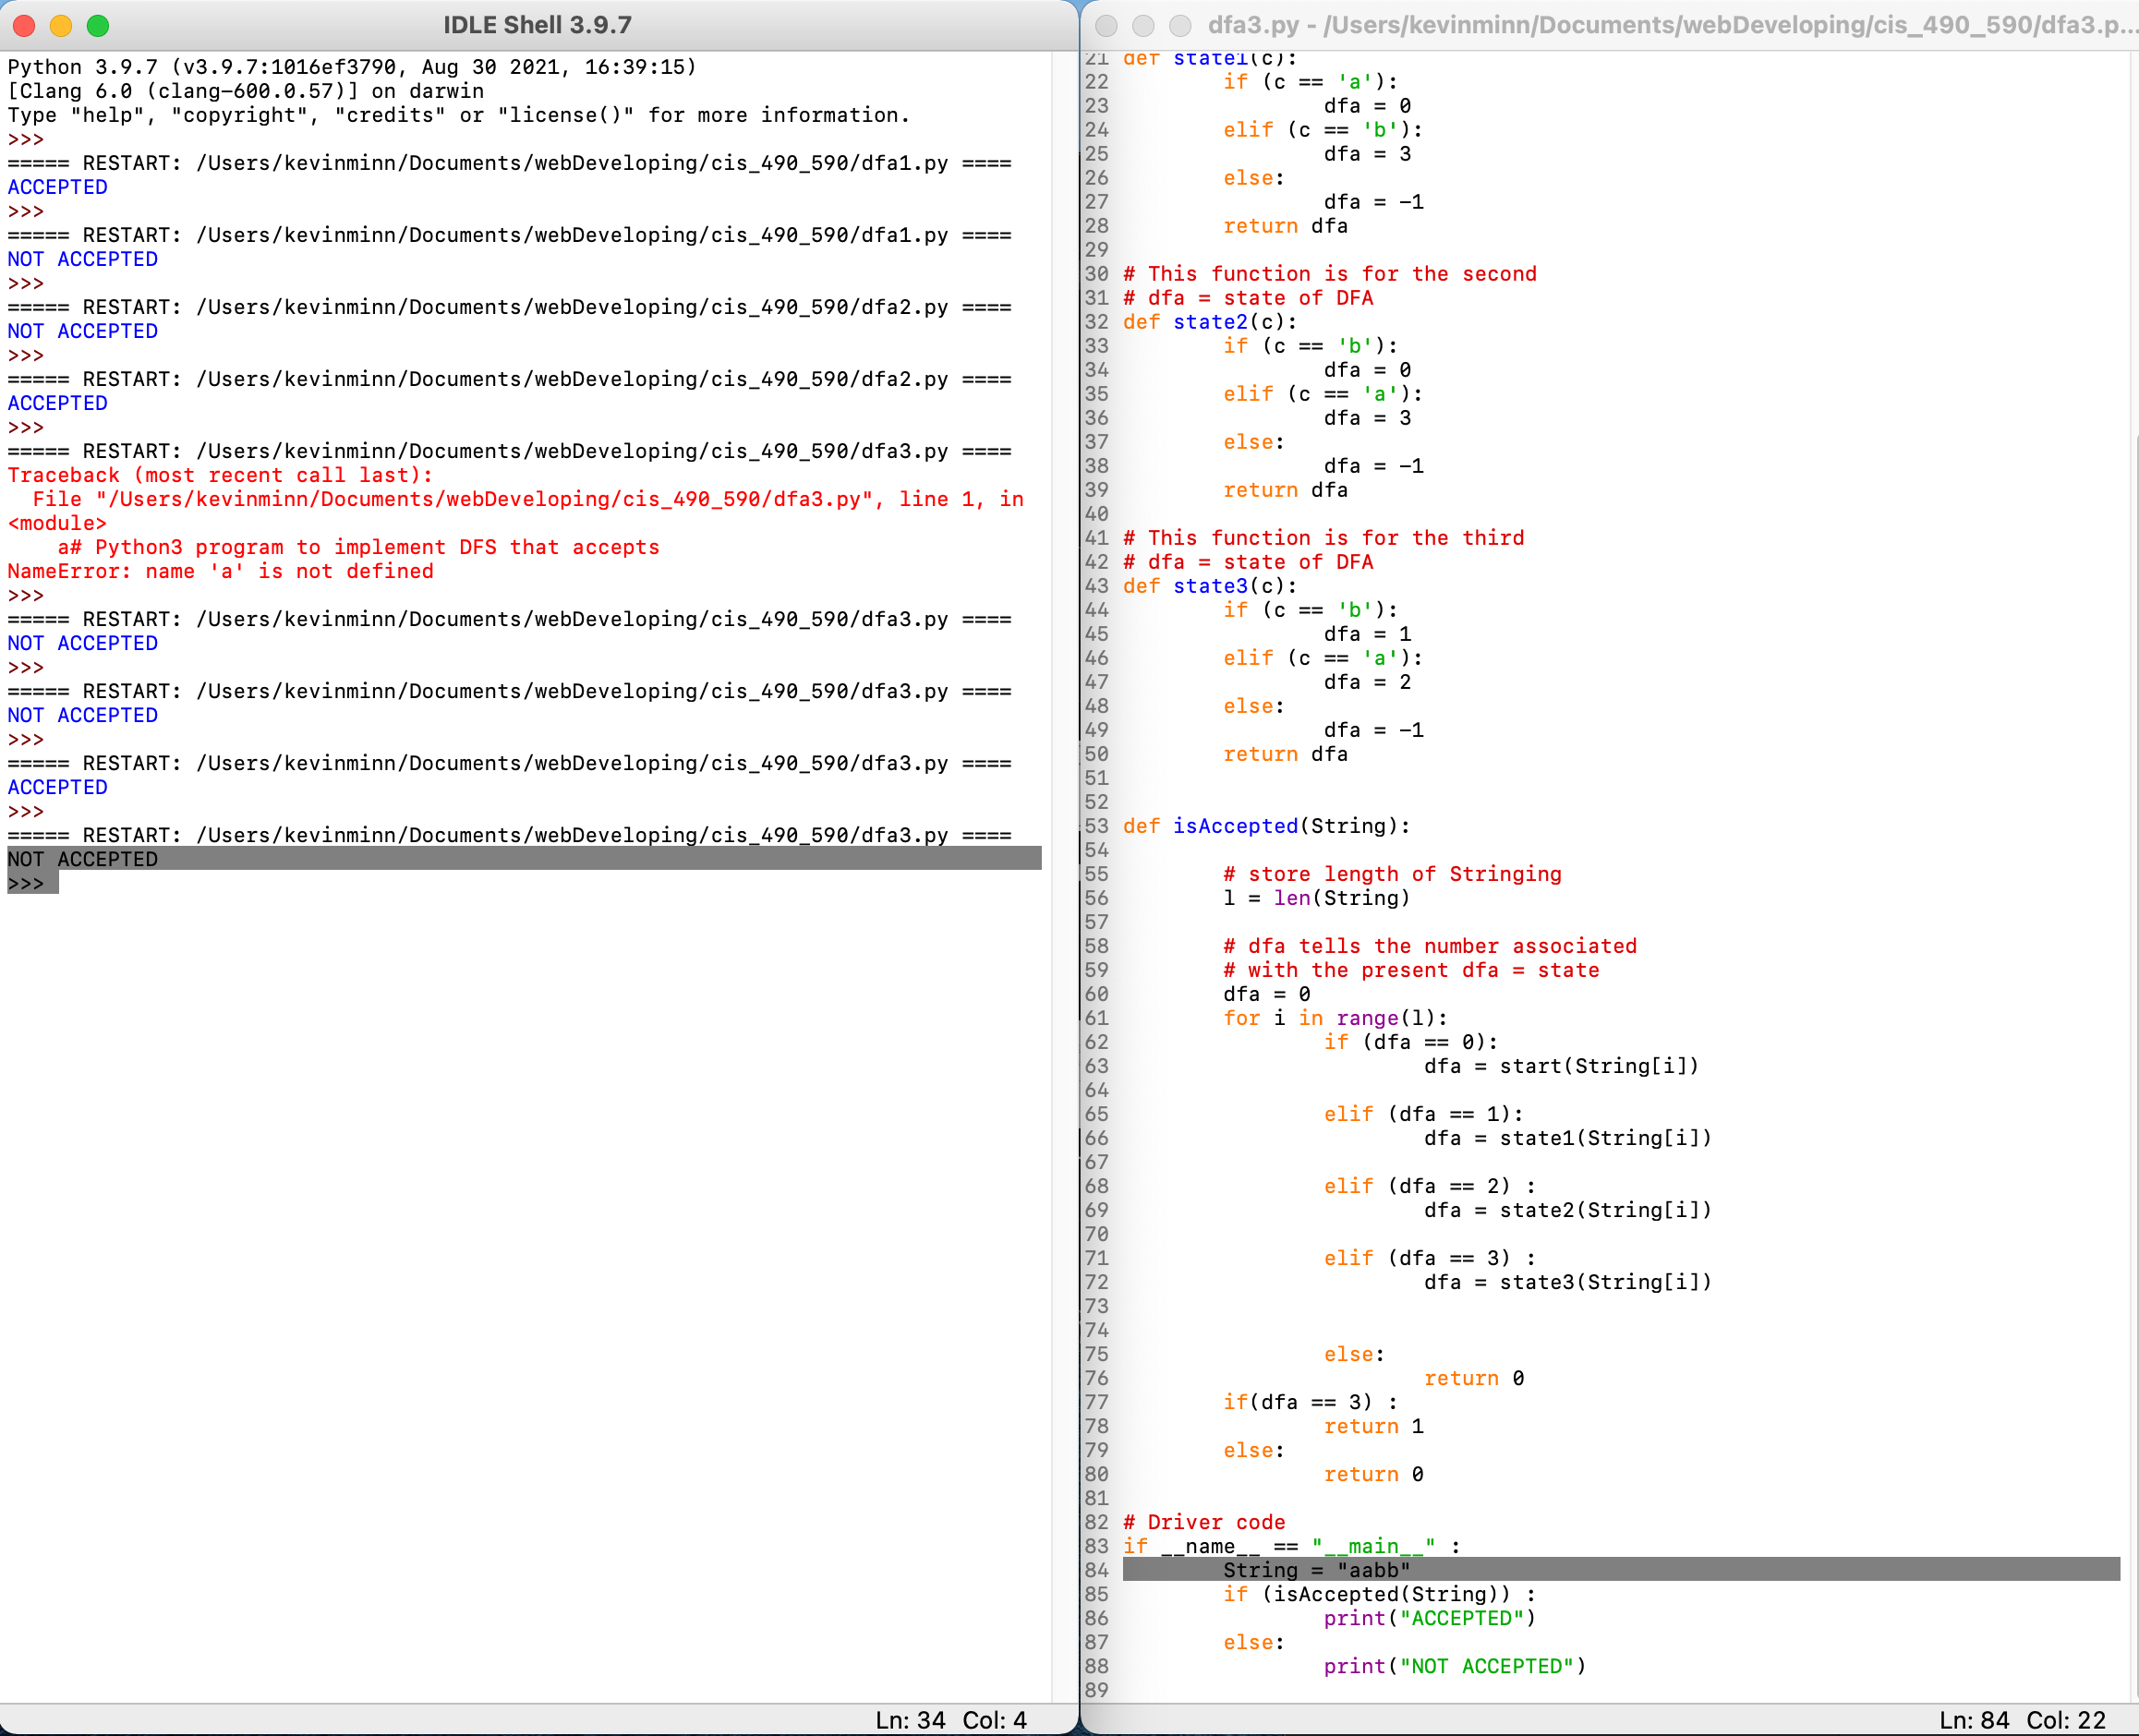 IDLE Shell 3.9.7
Python 3.9.7 (v3.9.7:1016ef3790, Aug 30 2021, 16:39:15)
[Clang 6.0 (clang-600.0.57)] on darwin
Type "help", "copyright", "credits" or "license()" for more information.
>>>
===== RESTART: /Users/kevinminn/Documents/webDeveloping/cis_490_590/dfa1.py ====
ACCEPTED
>>>
===== RESTART: /Users/kevinminn/Documents/webDeveloping/cis_490_590/dfa1.py ====
NOT ACCEPTED
>>>
===== RESTART: /Users/kevinminn/Documents/webDeveloping/cis_490_590/dfa2.py ====
NOT ACCEPTED
>>>
===== RESTART: /Users/kevinminn/Documents/webDeveloping/cis_490_590/dfa2.py ====
ACCEPTED
>>>
===== RESTART: /Users/kevinminn/Documents/webDeveloping/cis_490_590/dfa3.py ====
Traceback (most recent call last):
  File "/Users/kevinminn/Documents/webDeveloping/cis_490_590/dfa3.py", line 1, in
<module>
    a# Python3 program to implement DFS that accepts
NameError: name 'a' is not defined
>>>
===== RESTART: /Users/kevinminn/Documents/webDeveloping/cis_490_590/dfa3.py ====
NOT ACCEPTED
>>>
===== RESTART: /Users/kevinminn/Documents/webDeveloping/cis_490_590/dfa3.py ====
NOT ACCEPTED
>>>
===== RESTART: /Users/kevinminn/Documents/webDeveloping/cis_490_590/dfa3.py ====
ACCEPTED
>>>
===== RESTART: /Users/kevinminn/Documents/webDeveloping/cis_490_590/dfa3.py ====
NOT ACCEPTED
>>>
Ln: 34 Col: 4
dfa3.py - /Users/kevinminn/Documents/webDeveloping/cis_490_590/dfa3.p...
21 def state1(c):
22         if (c == 'a'):
23                 dfa = 0
24         elif (c == 'b'):
25                 dfa = 3
26         else:
27                 dfa = -1
28         return dfa
29
30 # This function is for the second
31 # dfa = state of DFA
32 def state2(c):
33         if (c == 'b'):
34                 dfa = 0
35         elif (c == 'a'):
36                 dfa = 3
37         else:
38                 dfa = -1
39         return dfa
40
41 # This function is for the third
42 # dfa = state of DFA
43 def state3(c):
44         if (c == 'b'):
45                 dfa = 1
46         elif (c == 'a'):
47                 dfa = 2
48         else:
49                 dfa = -1
50         return dfa
51
52
53 def isAccepted(String):
54
55         # store length of Stringing
56         l = len(String)
57
58         # dfa tells the number associated
59         # with the present dfa = state
60         dfa = 0
61         for i in range(l):
62                 if (dfa == 0):
63                         dfa = start(String[i])
64
65                 elif (dfa == 1):
66                         dfa = state1(String[i])
67
68                 elif (dfa == 2) :
69                         dfa = state2(String[i])
70
71                 elif (dfa == 3) :
72                         dfa = state3(String[i])
73
74
75                 else:
76                         return 0
77         if(dfa == 3) :
78                 return 1
79         else:
80                 return 0
81
82 # Driver code
83 if __name__ == "__main__" :
84         String = "aabb"
85         if (isAccepted(String)) :
86                 print("ACCEPTED")
87         else:
88                 print("NOT ACCEPTED")
89
Ln: 84 Col: 22